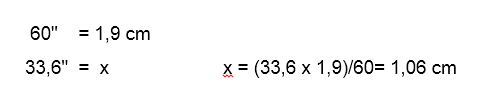 60" = 1,9 cm
33,6" = x x = (33,6 x 1,9)/60= 1,06 cm